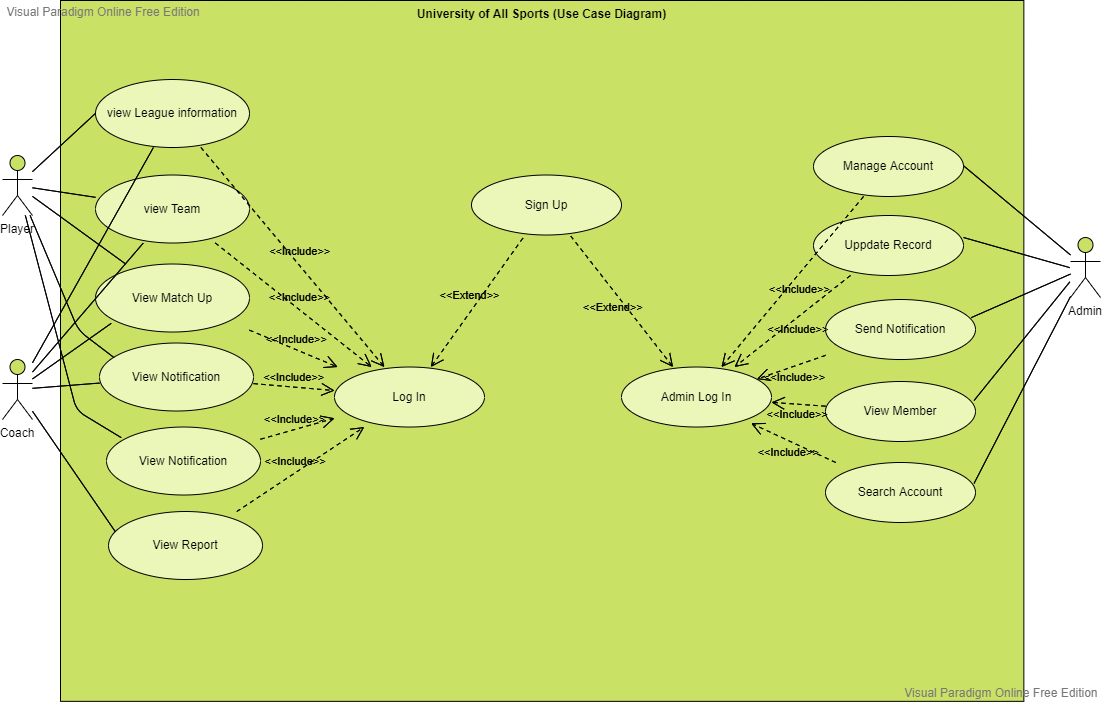 Visual Paradigm Online Free Edition
University of All Sports (Use Case Diagram)
view League information
Manage Account
Player
view Team
Sign Up
Uppdate Record
Admin
<<Include>>
<<Include>>
<<Include>>
<<Extend>>
<<Extend>>
View Match Up
<<Include>>
<<Include>>
Send Notification
<<Include>>
View Notification
<<Include>>
<<Include>>
Log In
Admin Log In
View Member
<<Include>>
<<Include>>
Coach
View Notification
<<Include>>
<<Include>>
Search Account
View Report
Visual Paradigm Online Free Edition